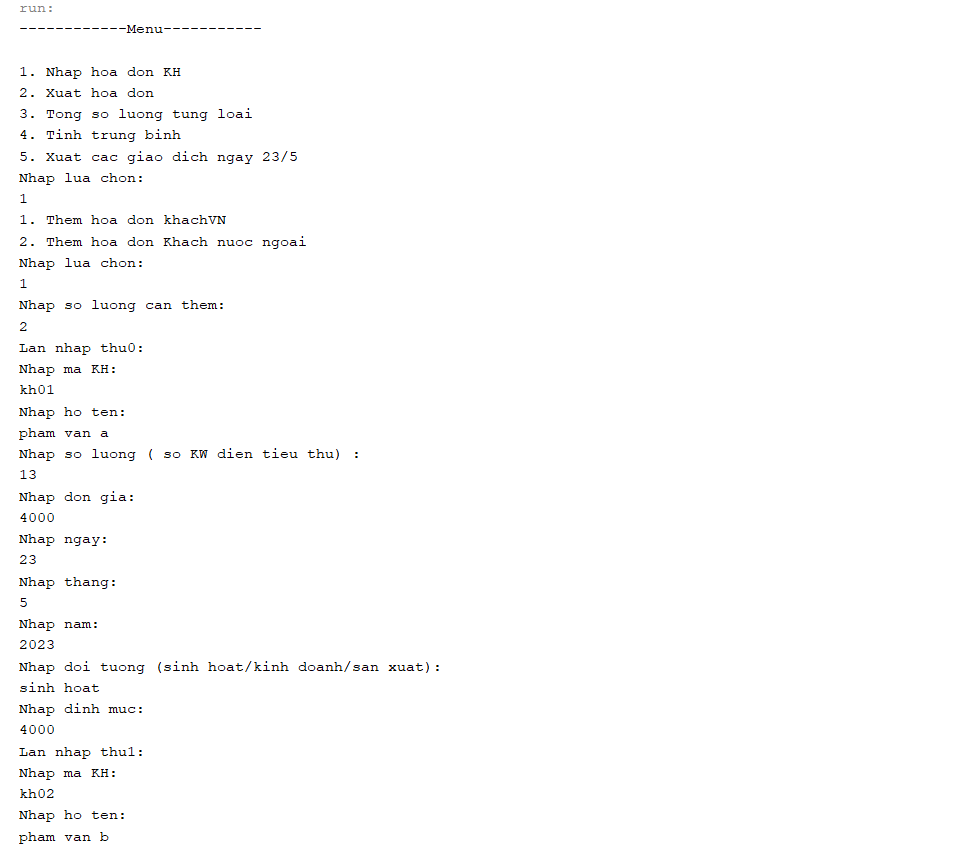 run:
------------Menu-----------
1. Nhap hoa don KH
2. Xuat hoa don
3. Tong so luong tung loai
4. Tinh trung binh
5. Xuat cac giao dich ngay 23/5
Nhap lua chon:
1
1. Them hoa don khachVN
2. Them hoa don Khach nuoc ngoai
Nhap lua chon:
1
Nhap so luong can them:
2
Lan nhap thu0:
Nhap ma KH:
kh01
Nhap ho ten:
pham van a
Nhap so luong ( so KW dien tieu thu) :
13
Nhap don gia:
4000
Nhap ngay:
23
Nhap thang:
5
Nhap nam:
2023
Nhap doi tuong (sinh hoat/kinh doanh/san xuat):
sinh hoat
Nhap dinh muc:
4000
Lan nhap thu1:
Nhap ma KH:
kh02
Nhap ho ten:
pham van b